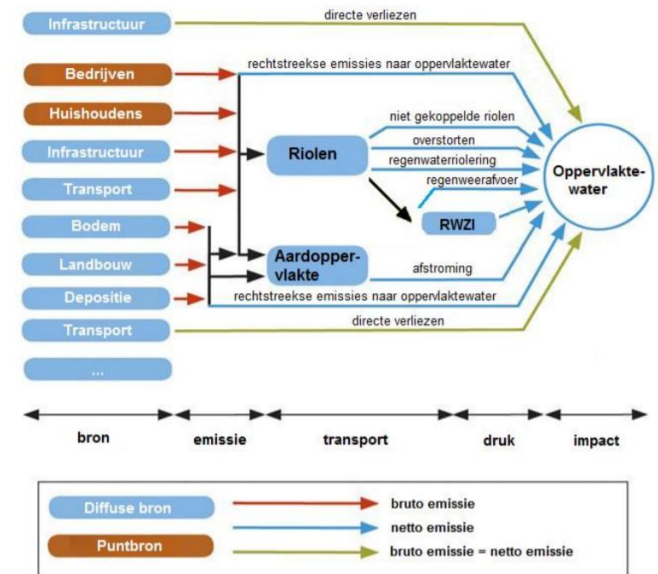 Infrastructuur
directe verliezen
Bedrijven
rechtstreekse emissies naar oppervlaktewater
Huishoudens
niet gekoppelde riolen
Infrastructuur
Riolen
overstorten
regenwaterriolering
Oppervlakte-
water
Transport
regenweerafvoer
Bodem
RWZI
Landbouw
Aardopper-
vlakte
afstroming
Depositie
rechtstreekse emissies naar oppervlaktewater
Transport
directe verliezen
...
bron
emissie
transport
druk
impact
Diffuse bron
bruto emissie
netto emissie
Puntbron
bruto emissie = netto emissie